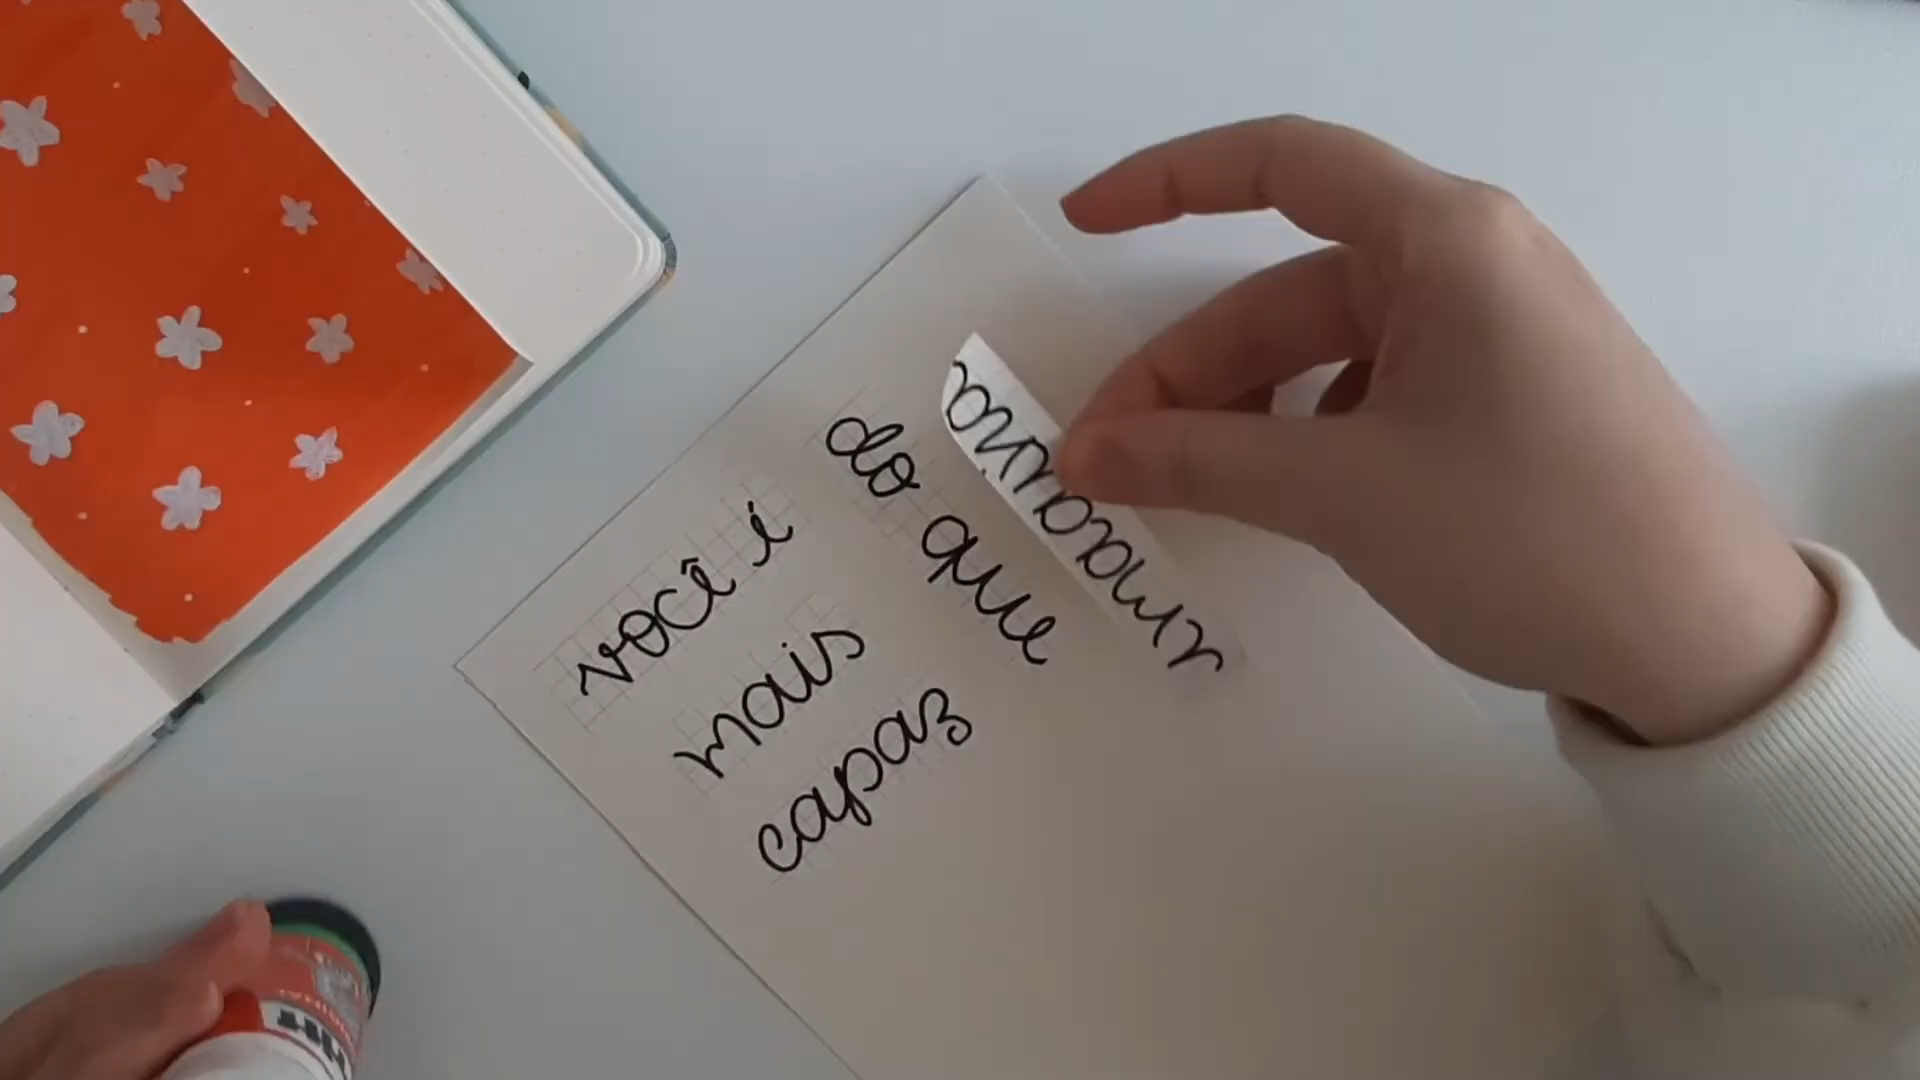 você é
mais
capaz
do
que